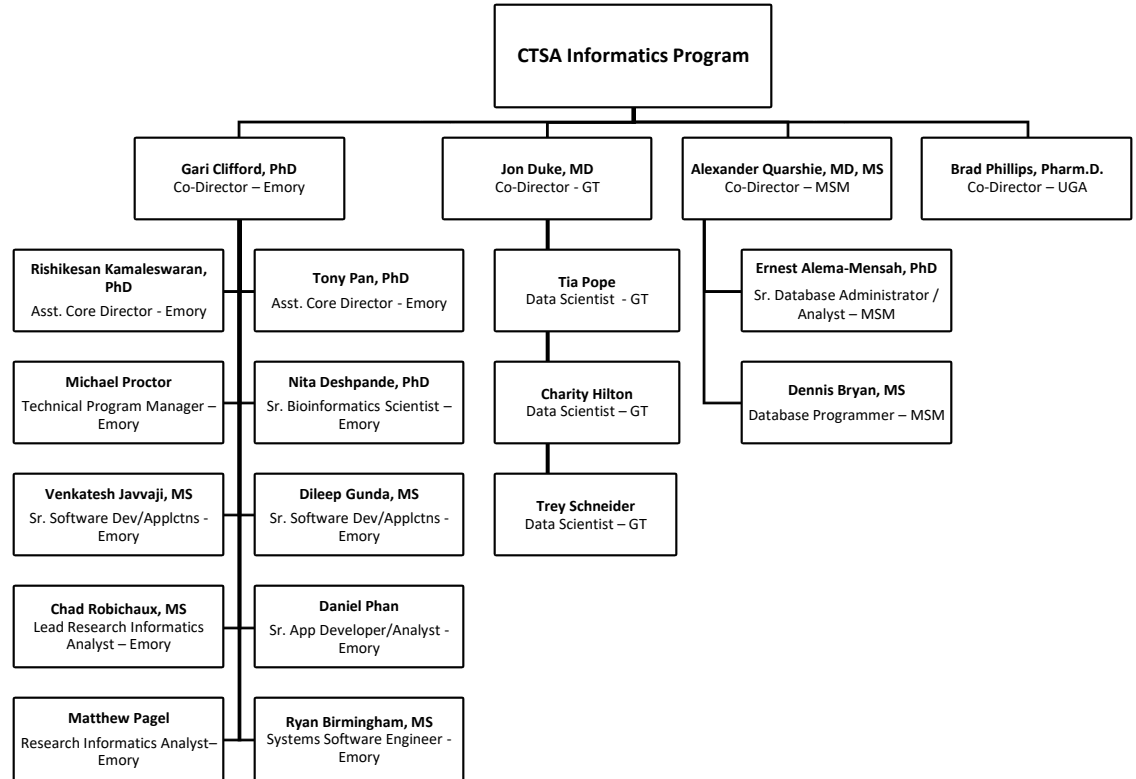 CTSA Informatics Program
Gari Clifford, PhD
Co-Director – Emory
Jon Duke, MD
Co-Director - GT
Alexander Quarshie, MD, MS
Co-Director – MSM
Brad Phillips, Pharm.D.
Co-Director – UGA
Rishikesan Kamaleswaran,
PhD
Asst. Core Director - Emory
Tony Pan, PhD
Asst. Core Director - Emory
Tia Pope
Data Scientist - GT
Ernest Alema-Mensah, PhD
Sr. Database Administrator /
Analyst – MSM
Michael Proctor
Technical Program Manager –
Emory
Nita Deshpande, PhD
Sr. Bioinformatics Scientist –
Emory
Charity Hilton
Data Scientist – GT
Dennis Bryan, MS
Database Programmer – MSM
Venkatesh Javvaji, MS
Sr. Software Dev/Applctns -
Emory
Dileep Gunda, MS
Sr. Software Dev/Applctns -
Emory
Trey Schneider
Data Scientist – GT
Chad Robichaux, MS
Lead Research Informatics
Analyst – Emory
Daniel Phan
Sr. App Developer/Analyst -
Emory
Matthew Pagel
Research Informatics Analyst–
Emory
Ryan Birmingham, MS
Systems Software Engineer -
Emory